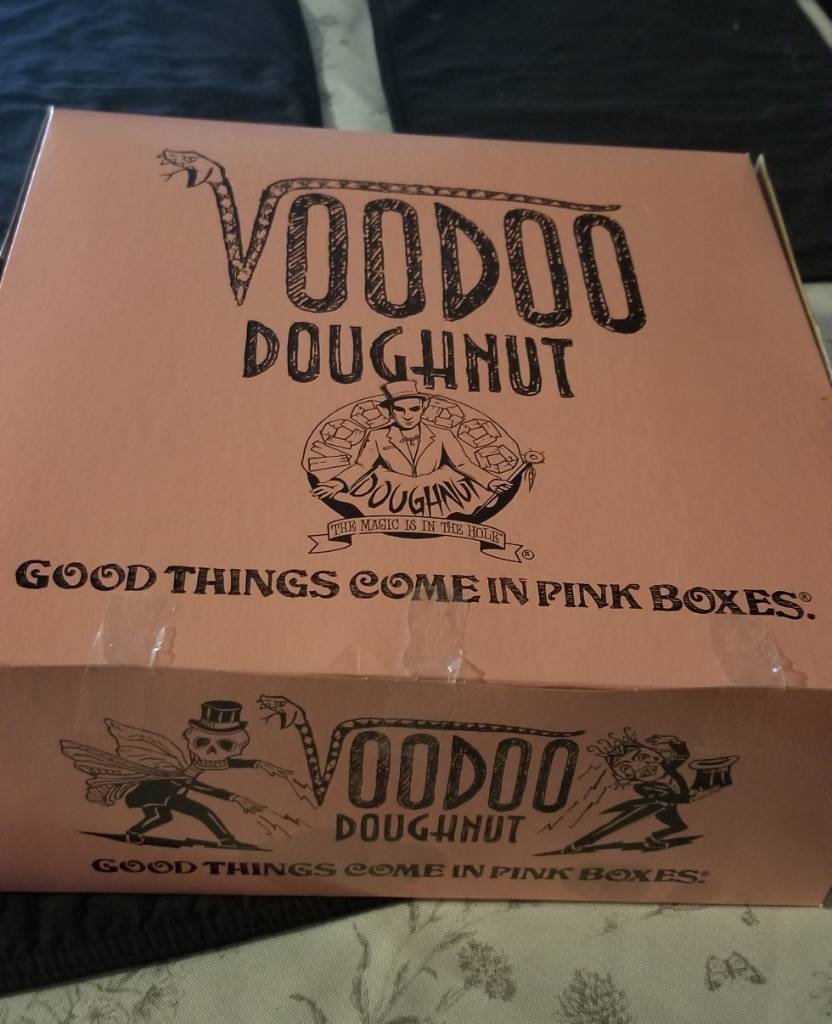 VOODOO
DOUGHNUT
DOUGHNUT
THE MAGIC IS IN THE HOLE™
®
GOOD THINGS COME IN PINK BOXES.®
VOODOO
DOUGHNUT
GOOD THINGS COME IN PINK BOXES.®